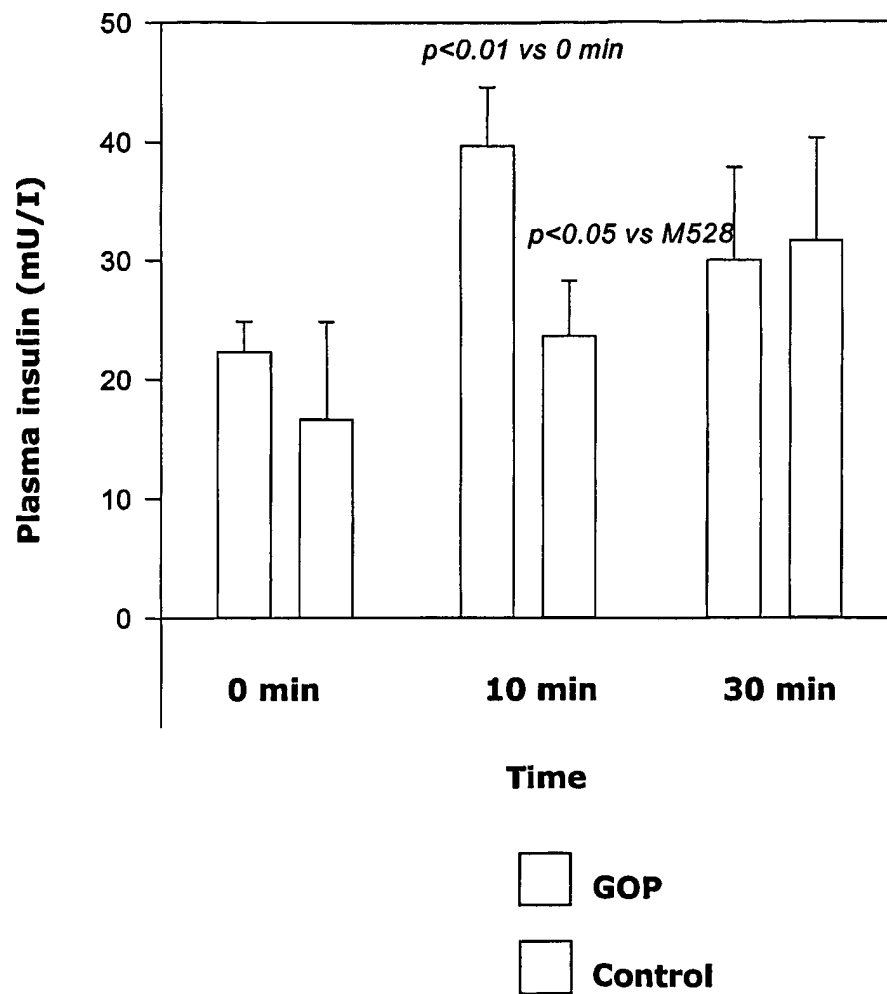 50
p<0.01 vs 0 min
40
p<0.05 vs M528
30
20
10
0
Plasma insulin (mU/I)
0 min 10 min 30 min
Time
GOP
Control